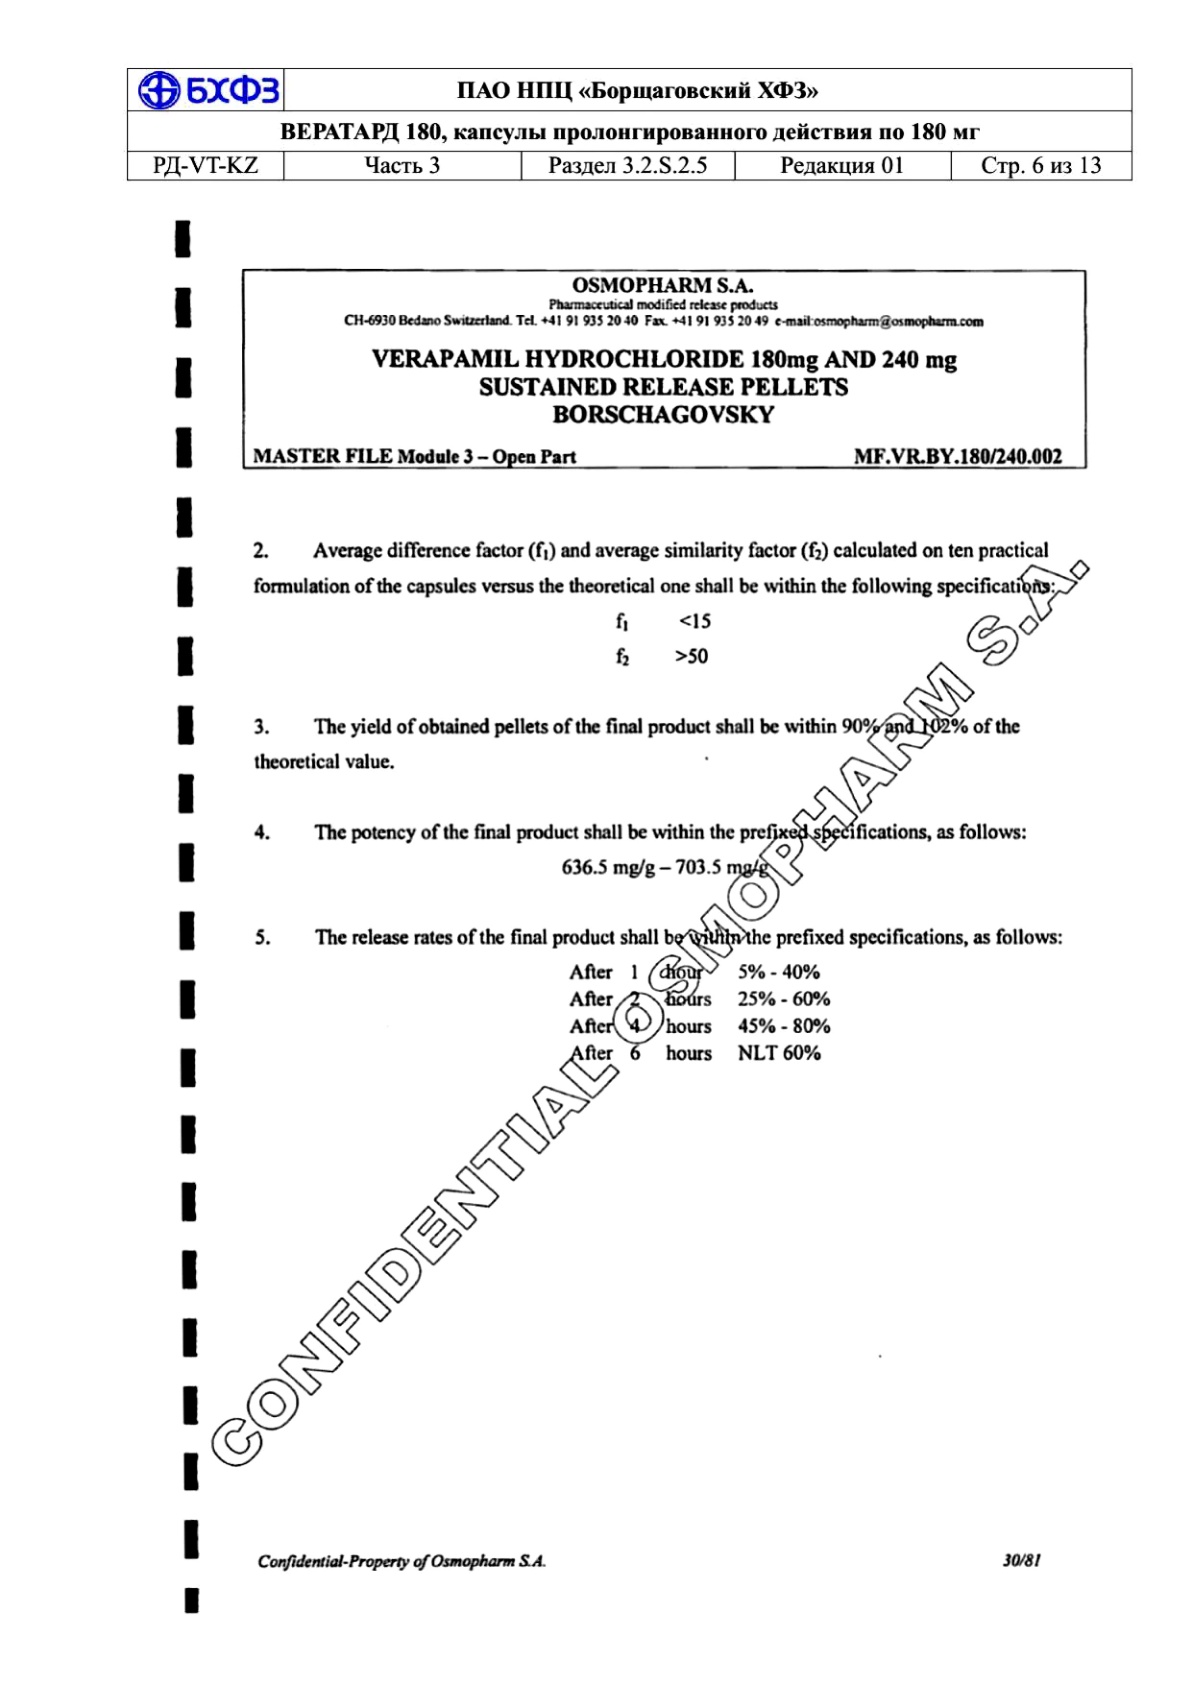 БХФЗ
ПАО НПЦ «Борщаговский ХФЗ»
ВЕРАТАРД 180, капсулы пролонгированного действия по 180 мг
РД-VT-KZ Часть 3 Раздел 3.2.S.2.5 Редакция 01 Стр. 6 из 13
OSMOPHARM S.A.
Pharmaceutical modified release products
CH-6930 Bedano Switzerland. Tel. +41 91 935 20 40 Fax. +41 91 935 20 49 e-mail:osmopharm@osmopharm.com
VERAPAMIL HYDROCHLORIDE 180mg AND 240 mg
SUSTAINED RELEASE PELLETS
BORSCHAGOVSKY
MASTER FILE Module 3 – Open Part MF.VR.BY.180/240.002
2. Average difference factor (f₁) and average similarity factor (f₂) calculated on ten practical
formulation of the capsules versus the theoretical one shall be within the following specifications:
f₁ <15
f₂ >50
3. The yield of obtained pellets of the final product shall be within 90% and 102% of the
theoretical value.
4. The potency of the final product shall be within the prefixed specifications, as follows:
636.5 mg/g – 703.5 mg/g
5. The release rates of the final product shall be within the prefixed specifications, as follows:
After 1 hour 5% - 40%
After 2 hours 25% - 60%
After 4 hours 45% - 80%
After 6 hours NLT 60%
CONFIDENTIAL OSMOPHARM S.A.
Confidential-Property of Osmopharm S.A. 30/81